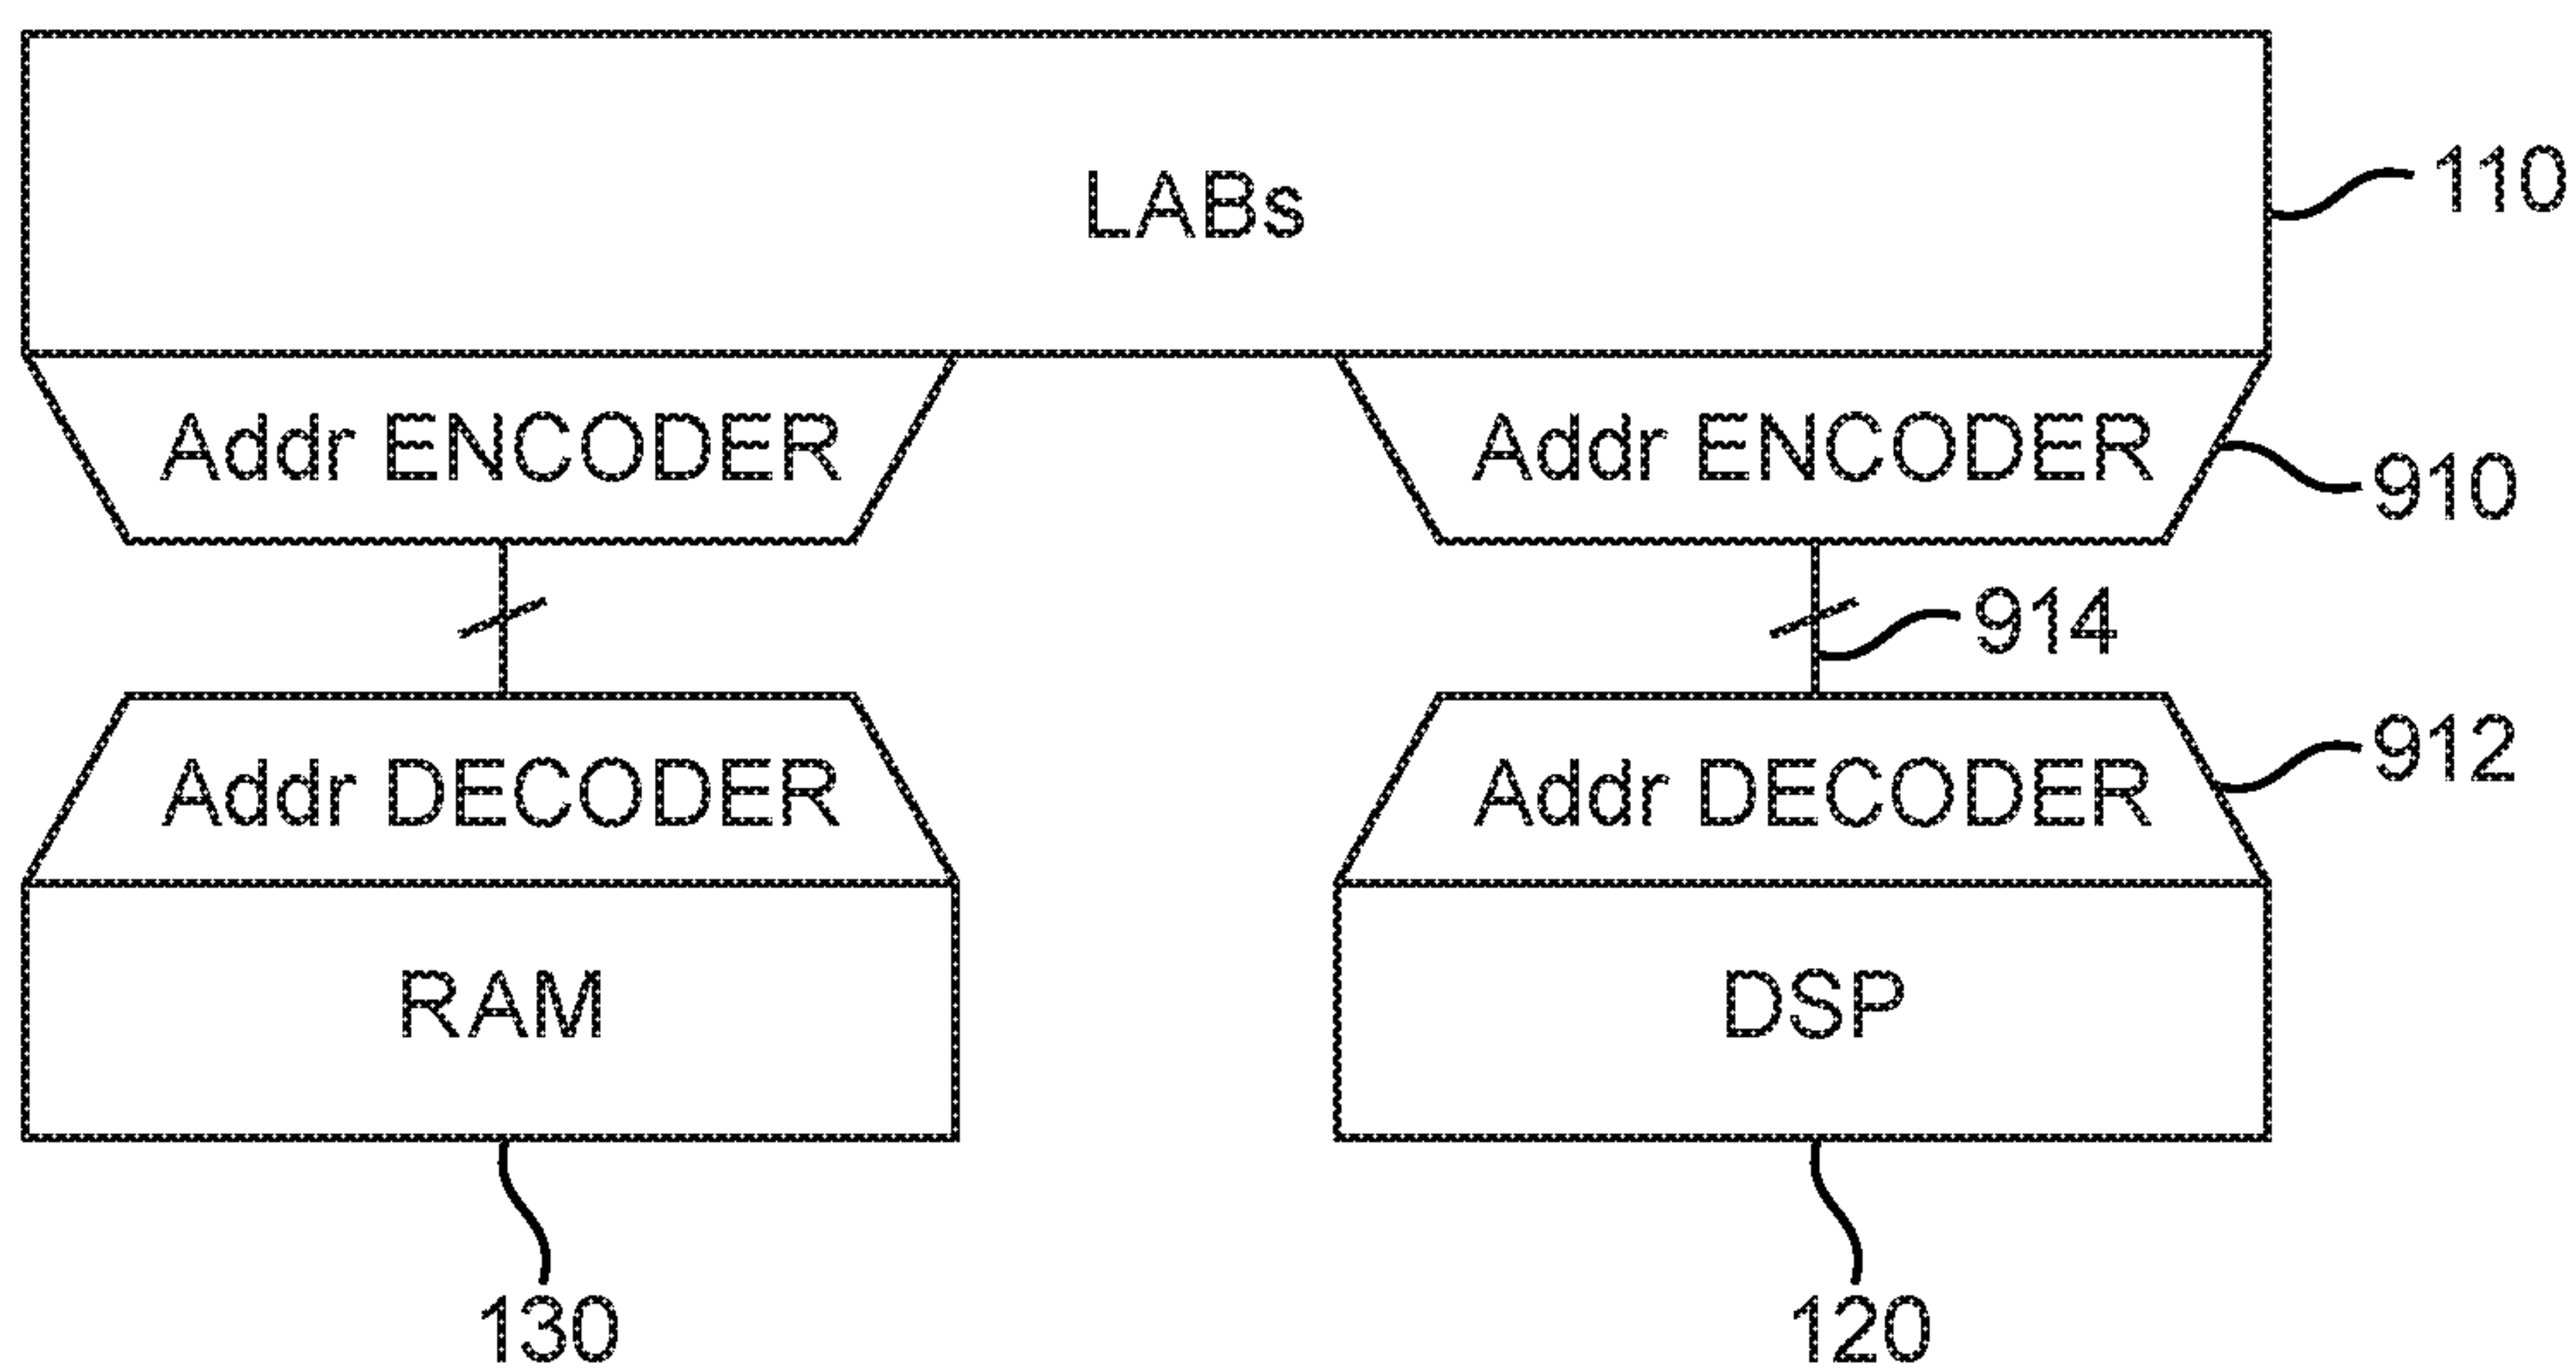 LABs
110
Addr ENCODER
Addr ENCODER
910
914
Addr DECODER
Addr DECODER
912
RAM
DSP
130
120